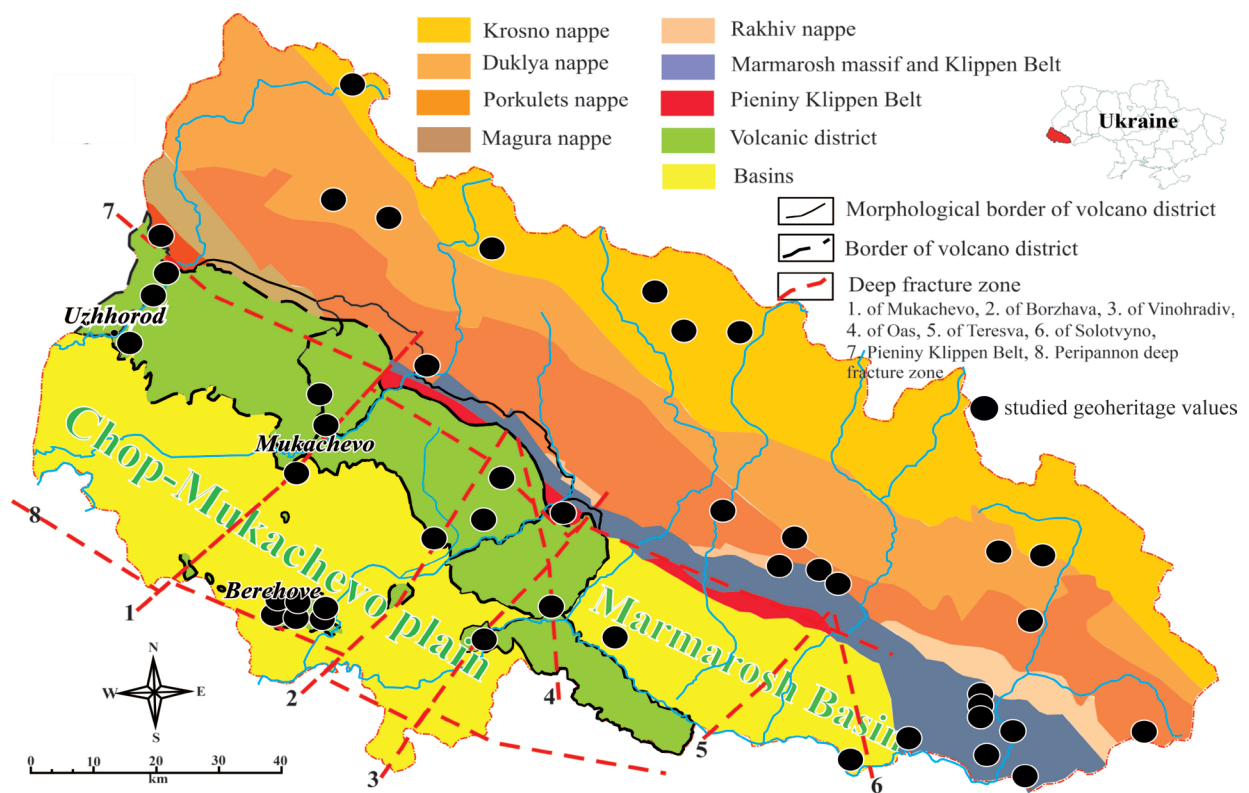 Krosno nappe
Duklya nappe
Porkulets nappe
Magura nappe
Rakhiv nappe
Marmarosh massif and Klippen Belt
Pieniny Klippen Belt
Volcanic district
Basins
Ukraine
Morphological border of volcano district
Border of volcano district
Deep fracture zone
1. of Mukachevo, 2. of Borzhava, 3. of Vinohradiv,
4. of Oas, 5. of Teresva, 6. of Solotvyno,
7. Pieniny Klippen Belt, 8. Peripannon deep
fracture zone
studied geoheritage values
7
Uzhhorod
Mukachevo
Chop-Mukachevo plain
8
Berehove
Marmarosh Basin
1
2
3
4
5
6
N
W
E
S
0 10 20 30 40
km